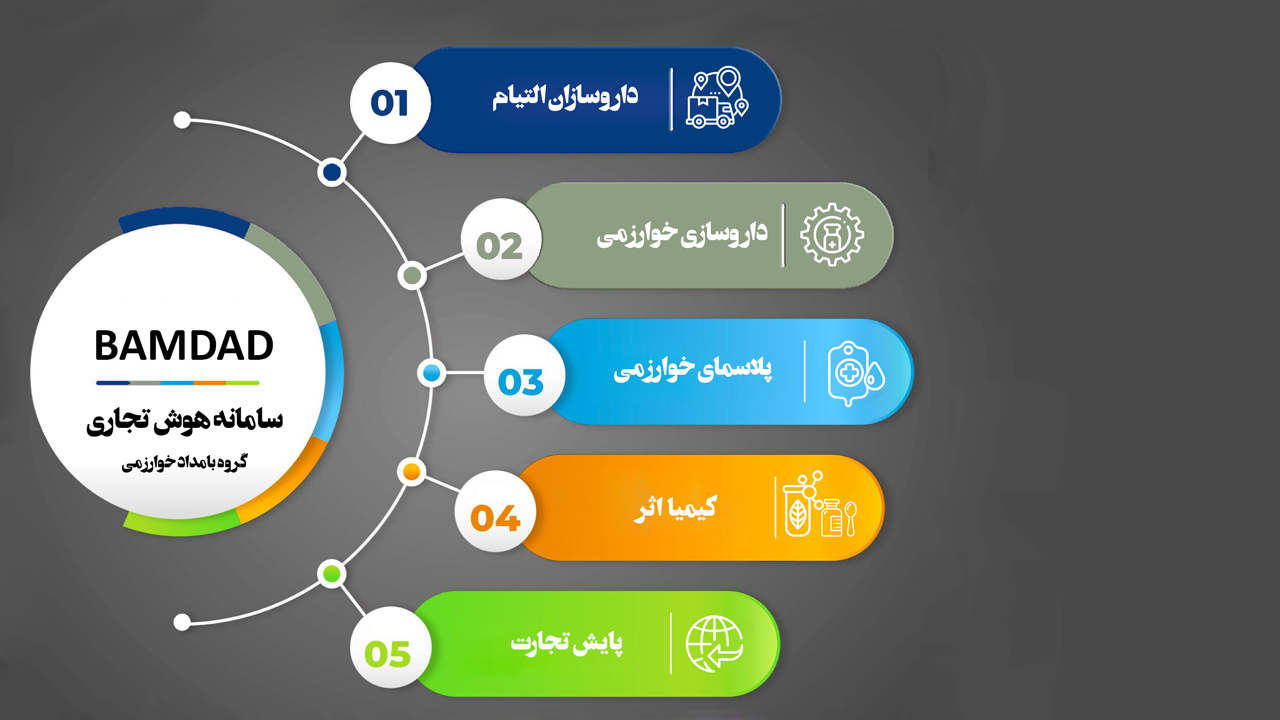 BAMDAD
سامانه هوش تجاری
گروه بامداد خوارزمی
01
داروسازان التیام
02
داروسازی خوارزمی
03
پلاسمای خوارزمی
04
کیمیا اثر
05
پایش تجارت